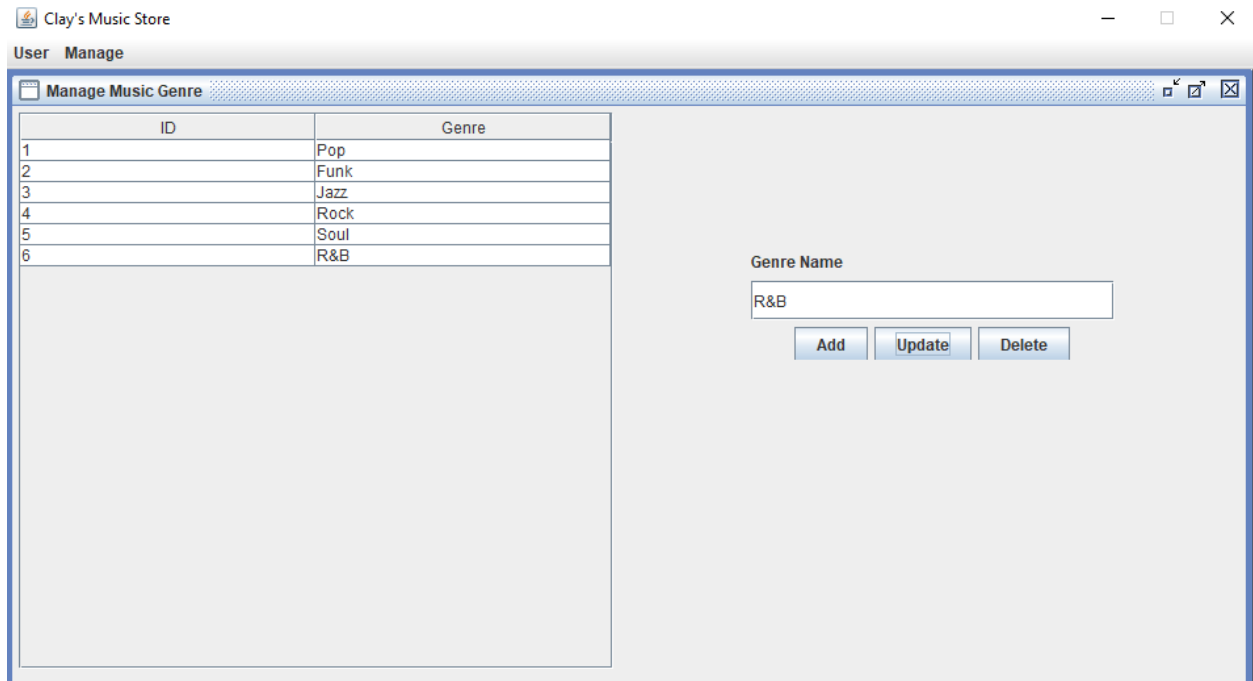 Clay's Music Store
User Manage
Manage Music Genre
ID Genre
1 Pop
2 Funk
3 Jazz
4 Rock
5 Soul
6 R&B
Genre Name
R&B
Add Update Delete